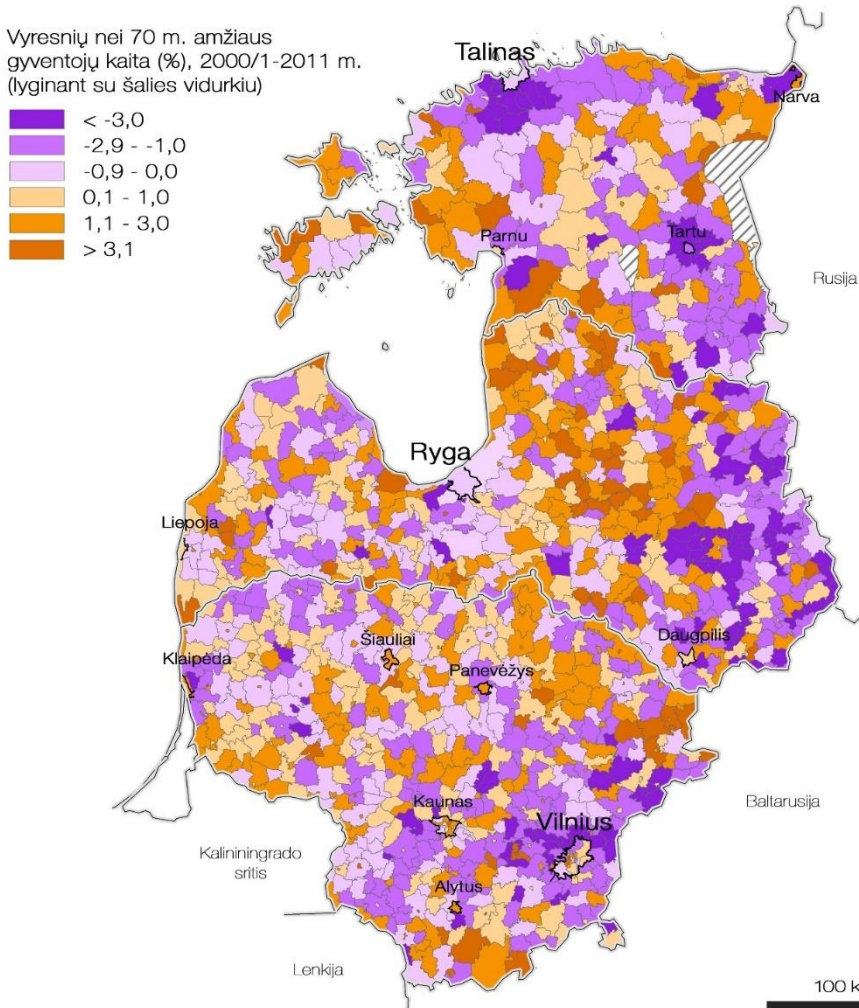 Vyresnių nei 70 m. amžiaus
gyventojų kaita (%), 2000/1-2011 m.
(lyginant su šalies vidurkiu)
< -3,0
-2,9 - -1,0
-0,9 - 0,0
0,1 - 1,0
1,1 - 3,0
> 3,1
Talinas
Narva
Parnu
Tartu
Rusija
Ryga
Liepoja
Daugpilis
Šiauliai
Klaipėda
Panevėžys
Baltarusija
Kaunas
Vilnius
Kalininingrado
sritis
Alytus
Lenkija
100 k